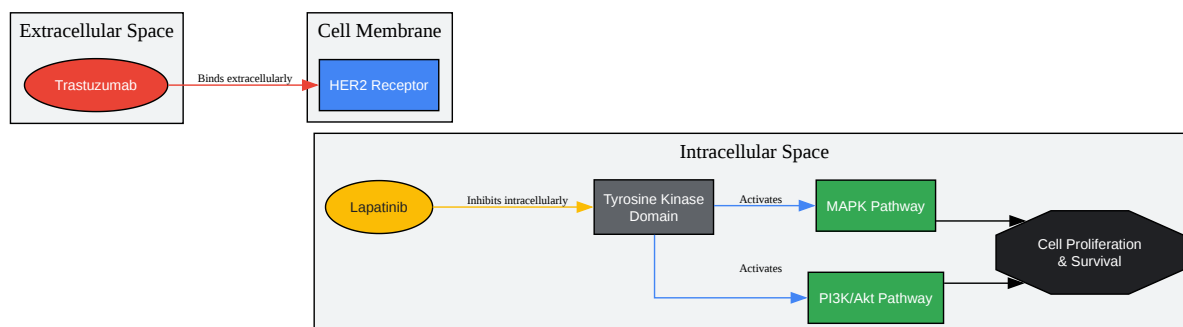 Extracellular Space
Trastuzumab
Binds extracellularly
Cell Membrane
HER2 Receptor
Intracellular Space
Lapatinib
Inhibits intracellularly
Tyrosine Kinase
Domain
Activates
MAPK Pathway
Activates
PI3K/Akt Pathway
Cell Proliferation
& Survival